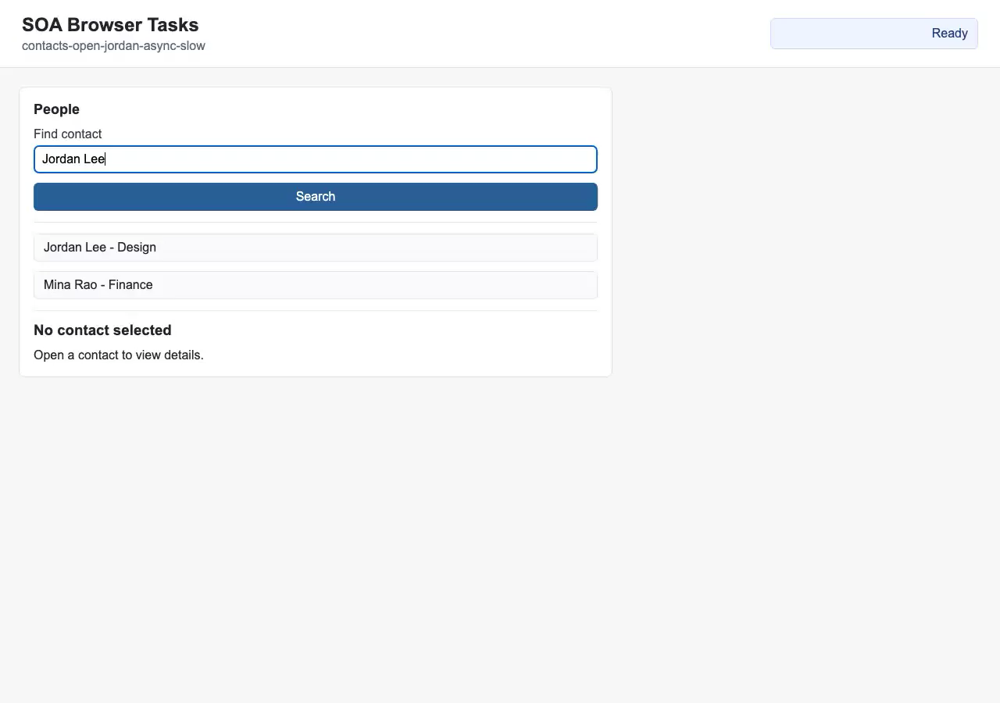 SOA Browser Tasks
contacts-open-jordan-async-slow
Ready
People
Find contact
Jordan Lee
Search
Jordan Lee - Design
Mina Rao - Finance
No contact selected
Open a contact to view details.